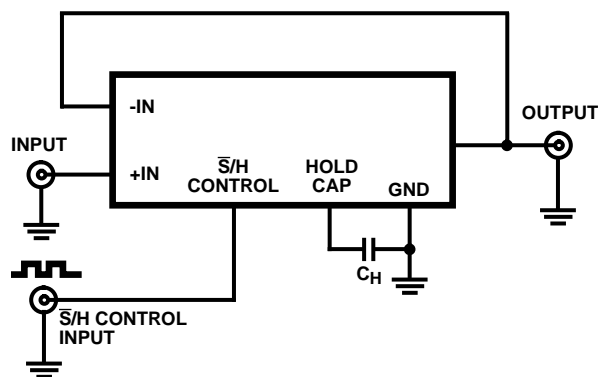 -IN
OUTPUT
INPUT
+IN
S̅/H
CONTROL
HOLD
CAP
GND
CH
S̅/H CONTROL
INPUT